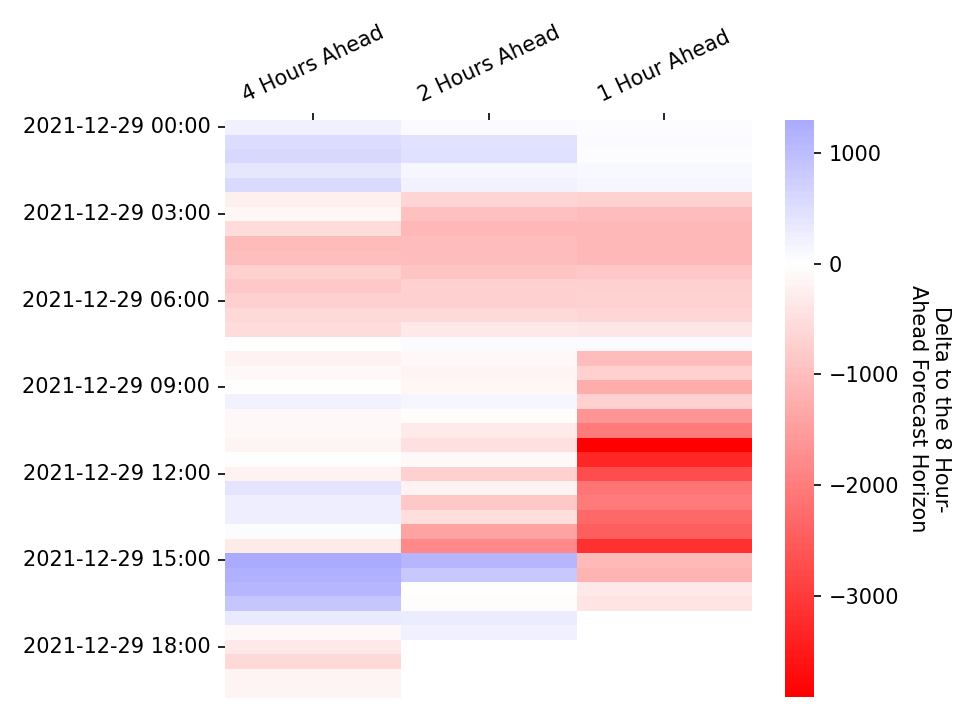 4 Hours Ahead
2 Hours Ahead
1 Hour Ahead
2021-12-29 00:00
2021-12-29 03:00
2021-12-29 06:00
2021-12-29 09:00
2021-12-29 12:00
2021-12-29 15:00
2021-12-29 18:00
1000
0
−1000
−2000
−3000
Delta to the 8 Hour-
Ahead Forecast Horizon